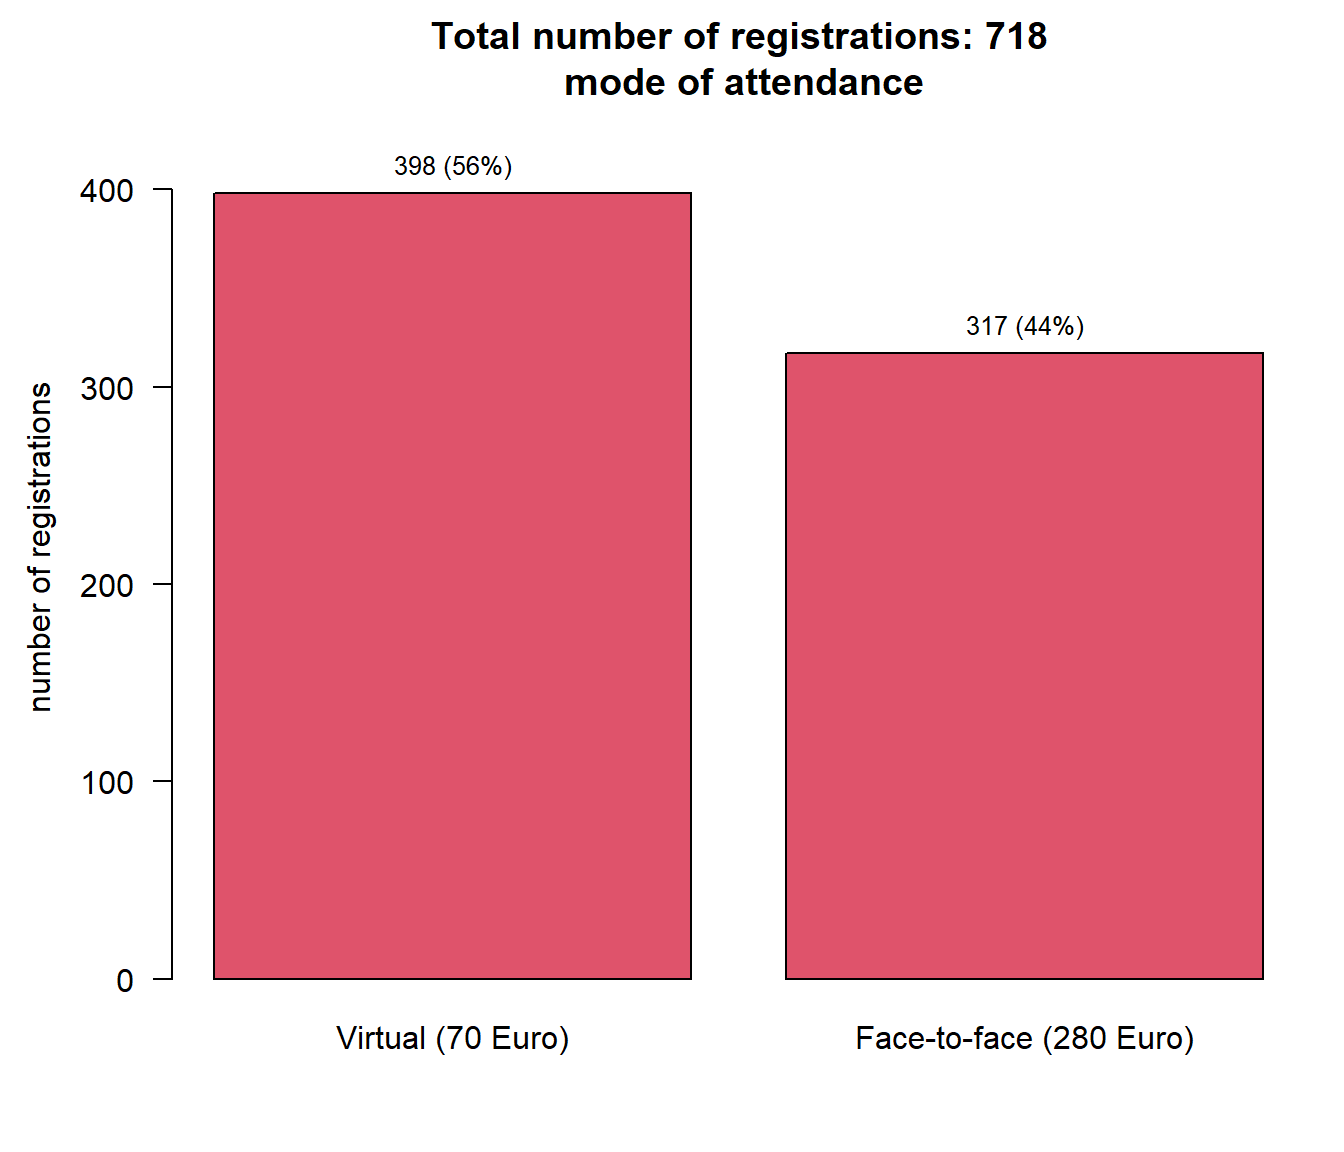 Total number of registrations: 718
mode of attendance
398 (56%)
317 (44%)
400
300
200
100
0
number of registrations
Virtual (70 Euro)
Face-to-face (280 Euro)